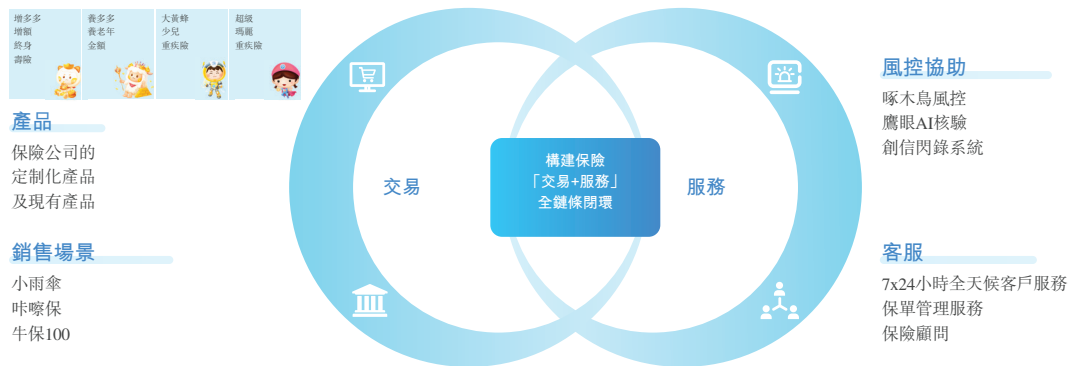 增多多
增額
終身
壽險
養多多
養老年
金額
大黃蜂
少兒
重疾險
超級
瑪麗
重疾險
產品
保險公司的
定制化產品
及現有產品
銷售場景
小雨傘
咔嚓保
牛保100
交易
構建保險
「交易+服務」
全鏈條閉環
服務
風控協助
啄木鳥風控
鷹眼AI核驗
創信閃錄系統
客服
7x24小時全天候客戶服務
保單管理服務
保險顧問